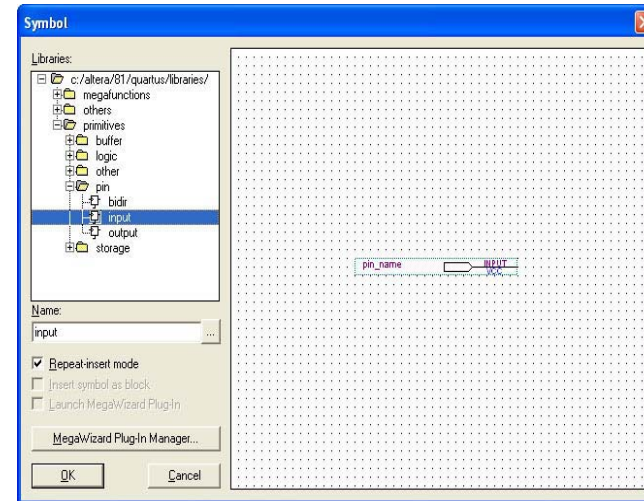 Symbol
Libraries:
c:/altera/81/quartus/libraries/
megafunctions
others
primitives
buffer
logic
other
pin
bidir
input
output
storage
Name:
input
...
Repeat-insert mode
Insert symbol as block
Launch MegaWizard Plug-In
MegaWizard Plug-In Manager...
OK
Cancel
pin_name
INPUT
VCC